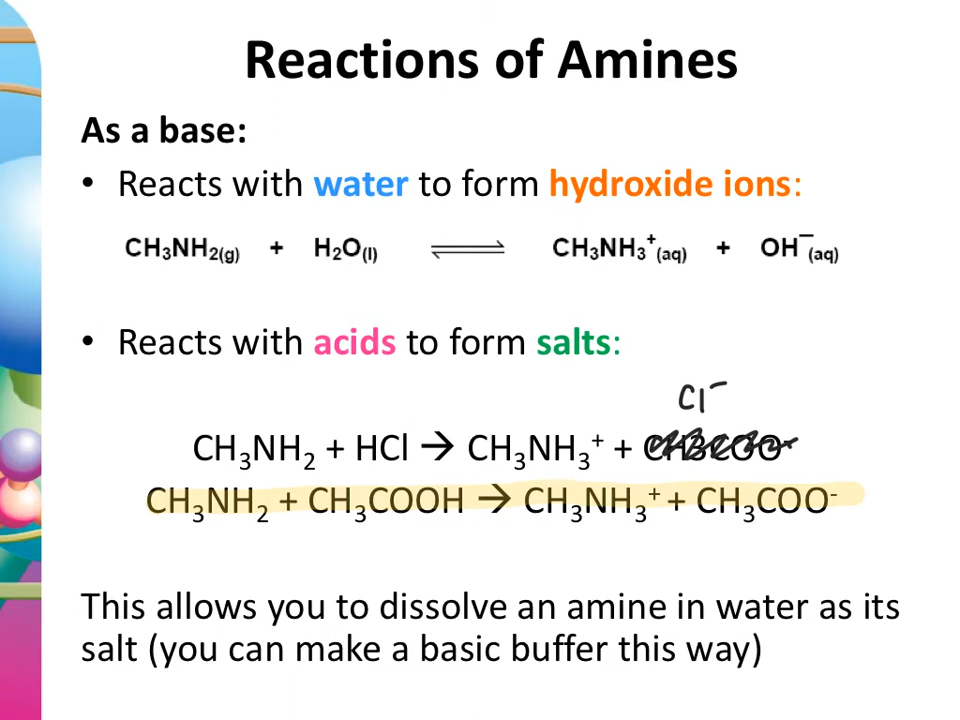 Reactions of Amines
As a base:
• Reacts with water to form hydroxide ions:
CH₃NH₂(g) + H₂O(l) ⇌ CH₃NH₃⁺(aq) + OH⁻(aq)
• Reacts with acids to form salts:
Cl⁻
CH₃NH₂ + HCl → CH₃NH₃⁺ + CH3COO⁻
CH₃NH₂ + CH₃COOH → CH₃NH₃⁺ + CH₃COO⁻
This allows you to dissolve an amine in water as its
salt (you can make a basic buffer this way)